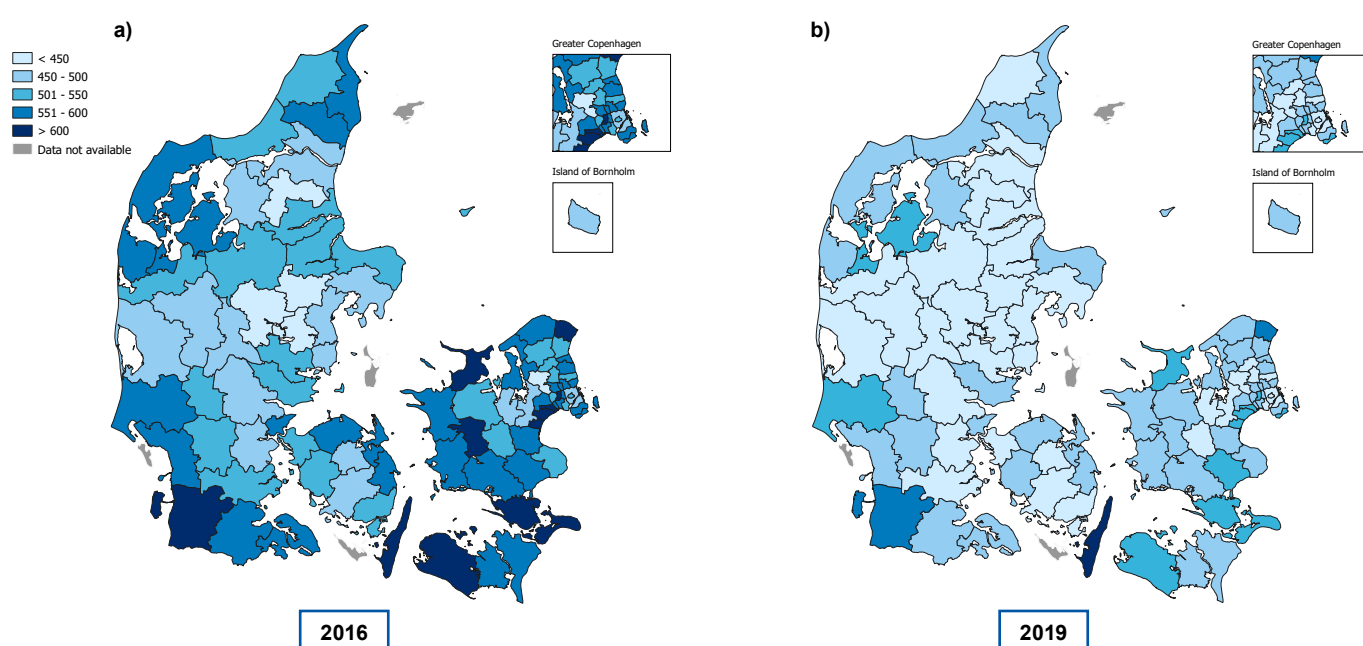 a)
< 450
450 - 500
501 - 550
551 - 600
> 600
Data not available
Greater Copenhagen
Island of Bornholm
2016
b)
Greater Copenhagen
Island of Bornholm
2019